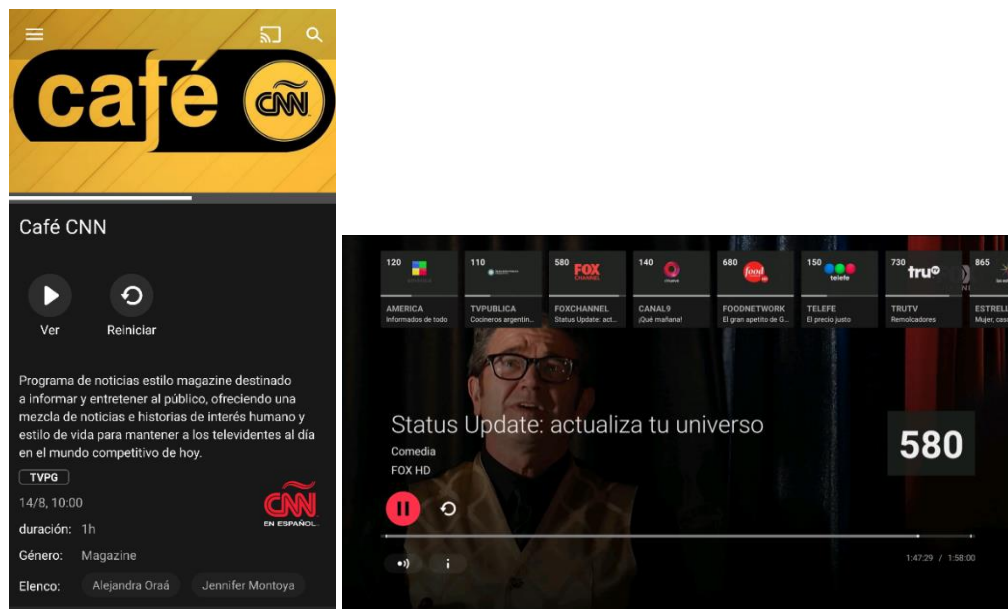 café
CNN
Café CNN
Ver
Reiniciar
Programa de noticias estilo magazine destinado
a informar y entretener al público, ofreciendo una
mezcla de noticias e historias de interés humano y
estilo de vida para mantener a los televidentes al día
en el mundo competitivo de hoy.
TVPG
14/8, 10:00
CNN
EN ESPAÑOL
duración: 1h
Género: Magazine
Elenco: Alejandra Oraá Jennifer Montoya
120 110 580 140 680 150 730 865
FOX food telefe truTV
CHANNEL
AMERICA TVPUBLICA FOXCHANNEL CANAL9 FOODNETWORK TELEFE TRUTV ESTRELL
Informados de todo Cocineros argentin... Status Update: act... ¡Qué mañana! El gran apetito de G... El precio justo Remolcadores Mujer, cas
Status Update: actualiza tu universo
580
Comedia
FOX HD
1:47:29 / 1:58:00